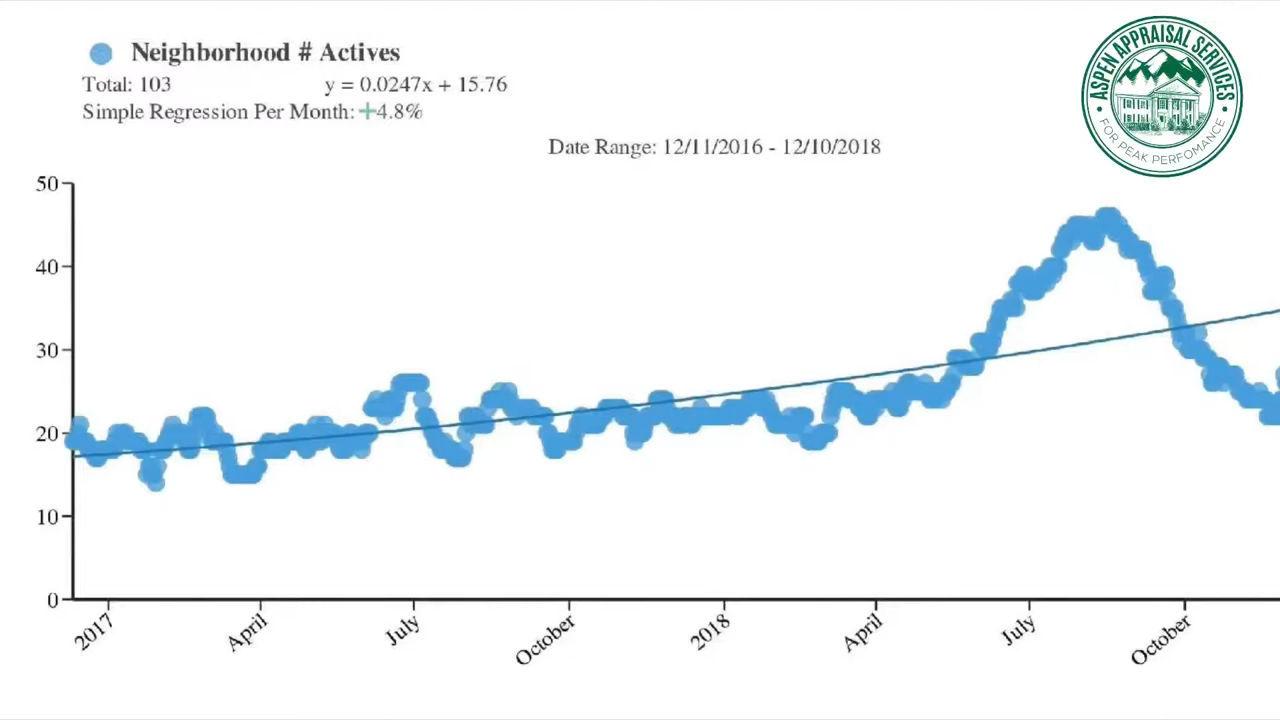 Neighborhood # Actives
Total: 103 y = 0.0247x + 15.76
Simple Regression Per Month: +4.8%
Date Range: 12/11/2016 - 12/10/2018
ASPEN APPRAISAL SERVICES
• FOR PEAK PERFOMANCE •
50
40
30
20
10
0
2017 April July October 2018 April July October